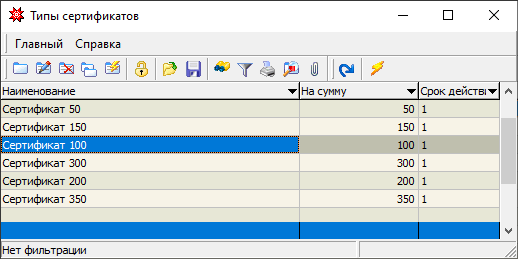 Типы сертификатов
Главный Справка
Наименование На сумму Срок действи
Сертификат 50 50 1
Сертификат 150 150 1
Сертификат 100 100 1
Сертификат 300 300 1
Сертификат 200 200 1
Сертификат 350 350 1
Нет фильтрации